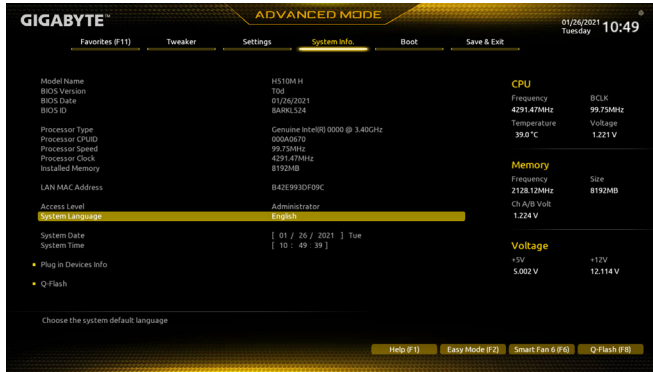 GIGABYTE™
ADVANCED MODE
01/26/2021 Tuesday 10:49
Favorites (F11) Tweaker Settings System Info. Boot Save & Exit
Model Name H510M H
BIOS Version T0d
BIOS Date 01/26/2021
BIOS ID 8ARKL524
Processor Type Genuine Intel(R) 0000 @ 3.40GHz
Processor CPUID 000A0670
Processor Speed 99.75MHz
Processor Clock 4291.47MHz
Installed Memory 8192MB
LAN MAC Address B42E993DF09C
Access Level Administrator
System Language English
System Date [ 01 / 26 / 2021 ] Tue
System Time [ 10 : 49 : 39 ]
Plug in Devices Info
Q-Flash
CPU
Frequency BCLK
4291.47MHz 99.75MHz
Temperature Voltage
39.0 °C 1.221 V
Memory
Frequency Size
2128.12MHz 8192MB
Ch A/B Volt
1.224 V
Voltage
+5V +12V
5.002 V 12.114 V
Choose the system default language
Help (F1) Easy Mode (F2) Smart Fan 6 (F6) Q-Flash (F8)